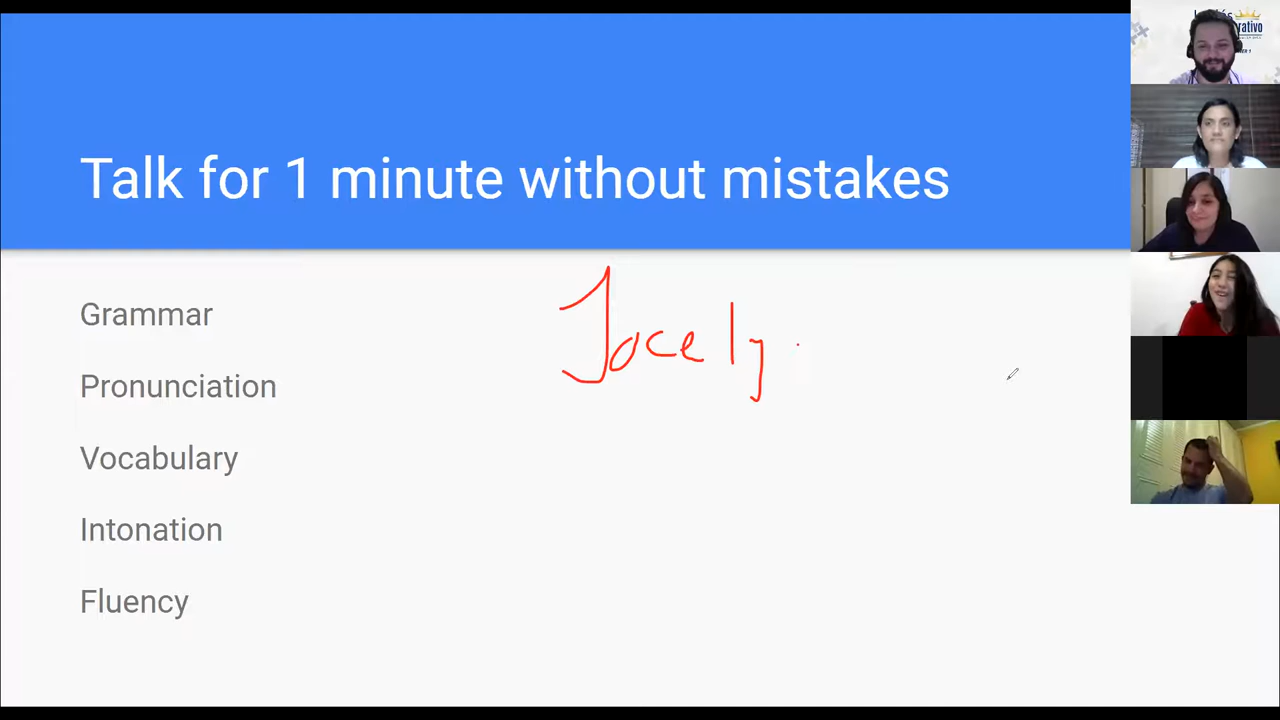 Talk for 1 minute without mistakes
Jocely
Grammar
Pronunciation
Vocabulary
Intonation
Fluency